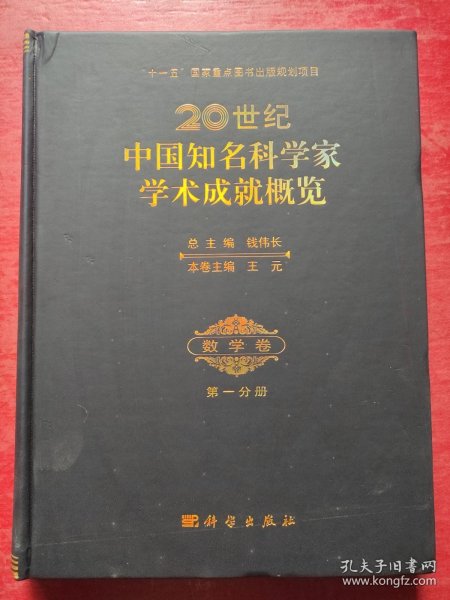 "十一五"国家重点图书出版规划项目
20世纪
中国知名科学家
学术成就概览
总主编 钱伟长
本卷主编 王元
数学卷
第一分册
科学出版社
孔夫子旧书网
www.kongfz.com